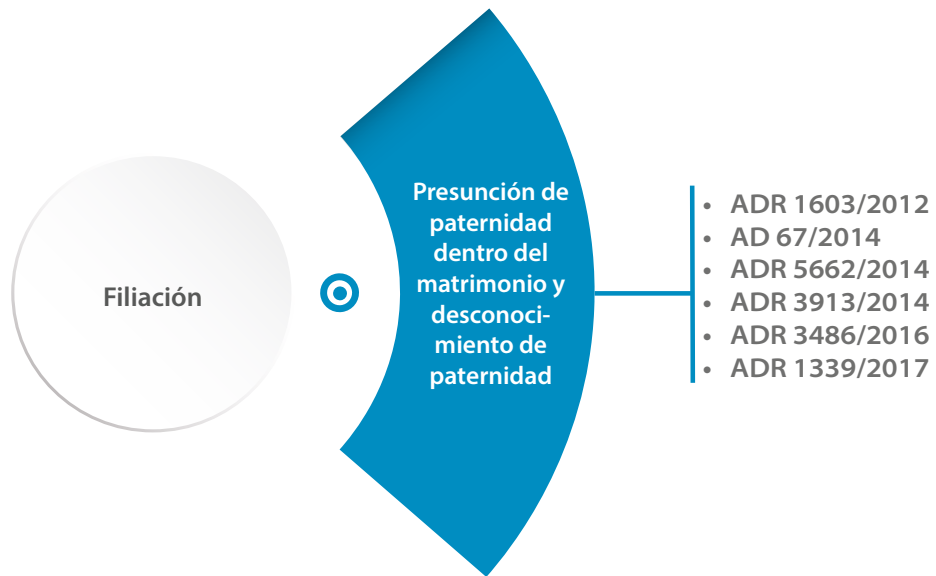 Filiación
Presunción de
paternidad
dentro del
matrimonio y
desconoci-
miento de
paternidad
• ADR 1603/2012
• AD 67/2014
• ADR 5662/2014
• ADR 3913/2014
• ADR 3486/2016
• ADR 1339/2017